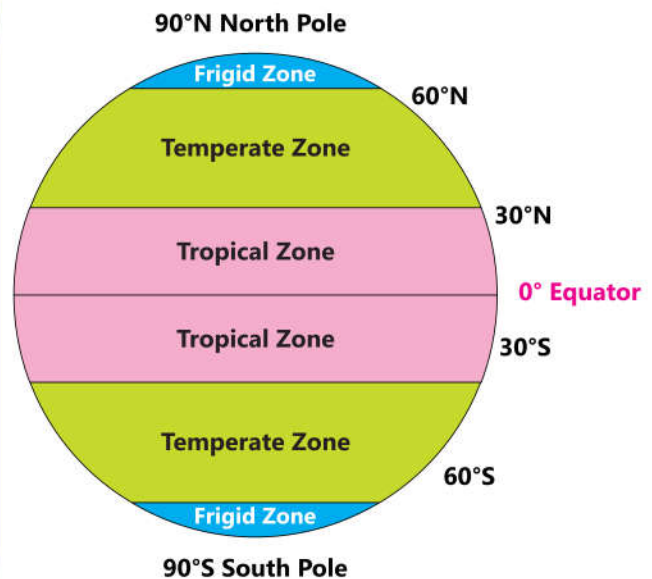 90°N North Pole
Frigid Zone
60°N
Temperate Zone
30°N
Tropical Zone
0° Equator
Tropical Zone
30°S
Temperate Zone
60°S
Frigid Zone
90°S South Pole